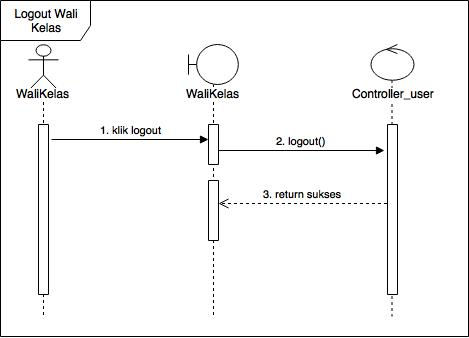 Logout Wali
Kelas
WaliKelas
WaliKelas
Controller_user
1. klik logout
2. logout()
3. return sukses